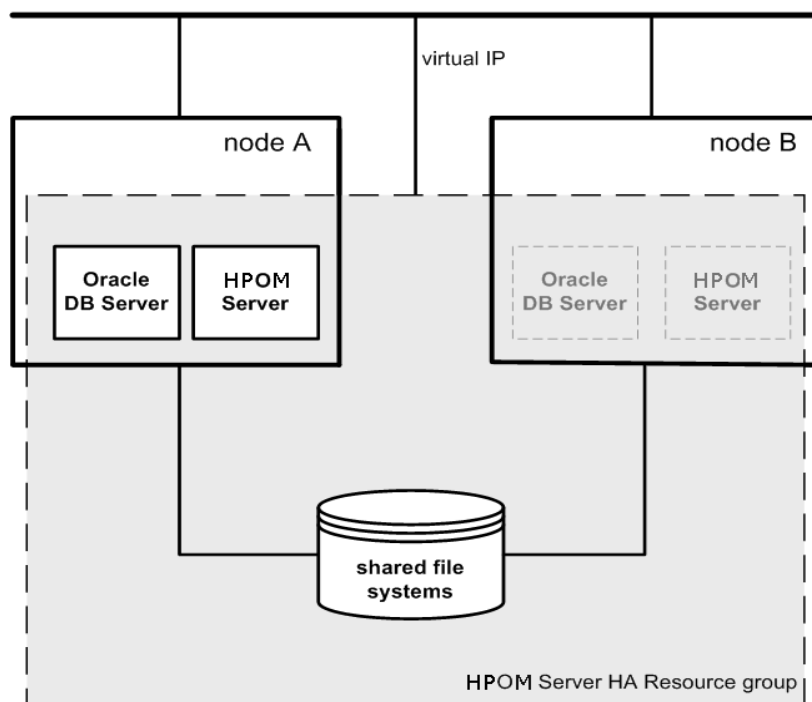 virtual IP
node A
node B
Oracle
DB Server
HPOM
Server
Oracle
DB Server
HPOM
Server
shared file
systems
HPOM Server HA Resource group